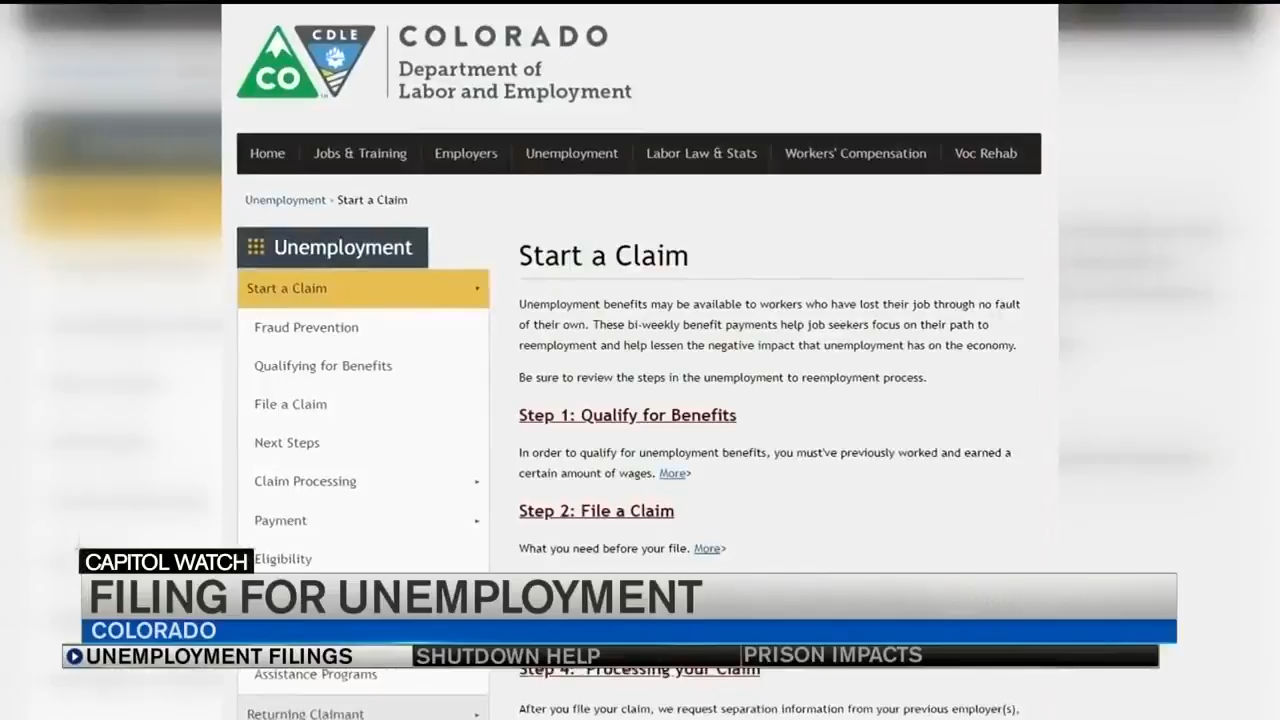 CO
CDLE
COLORADO
Department of
Labor and Employment
Home Jobs & Training Employers Unemployment Labor Law & Stats Workers' Compensation Voc Rehab
Unemployment › Start a Claim
Unemployment
Start a Claim
Fraud Prevention
Qualifying for Benefits
File a Claim
Next Steps
Claim Processing
Payment
Eligibility
Assistance Programs
Returning Claimant
Start a Claim
Unemployment benefits may be available to workers who have lost their job through no fault
of their own. These bi-weekly benefit payments help job seekers focus on their path to
reemployment and help lessen the negative impact that unemployment has on the economy.
Be sure to review the steps in the unemployment to reemployment process.
Step 1: Qualify for Benefits
In order to qualify for unemployment benefits, you must've previously worked and earned a
certain amount of wages. More>
Step 2: File a Claim
What you need before your file. More>
Step 4: Processing your Claim
After you file your claim, we request separation information from your previous employer(s),
CAPITOL WATCH
FILING FOR UNEMPLOYMENT
COLORADO
UNEMPLOYMENT FILINGS SHUTDOWN HELP PRISON IMPACTS